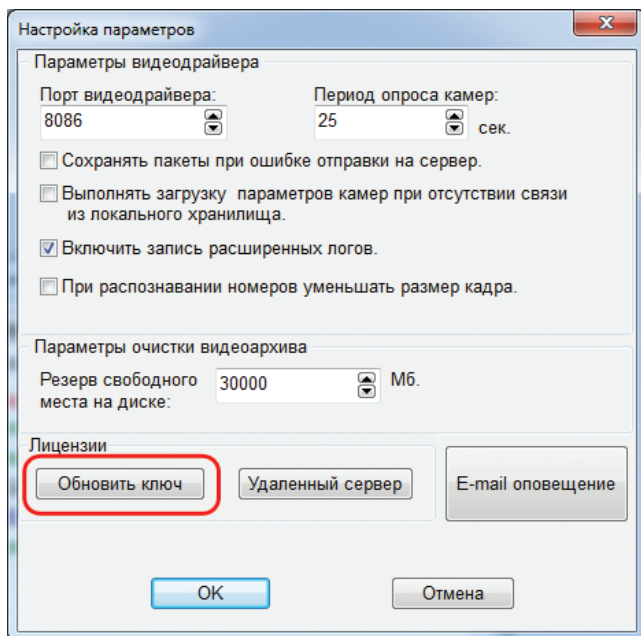 Настройка параметров
Параметры видеодрайвера
Порт видеодрайвера:
Период опроса камер:
8086
25
сек.
Сохранять пакеты при ошибке отправки на сервер.
Выполнять загрузку параметров камер при отсутствии связи
из локального хранилища.
Включить запись расширенных логов.
При распознавании номеров уменьшать размер кадра.
Параметры очистки видеоархива
Резерв свободного
места на диске:
30000
Мб.
Лицензии
Обновить ключ
Удаленный сервер
E-mail оповещение
OK
Отмена